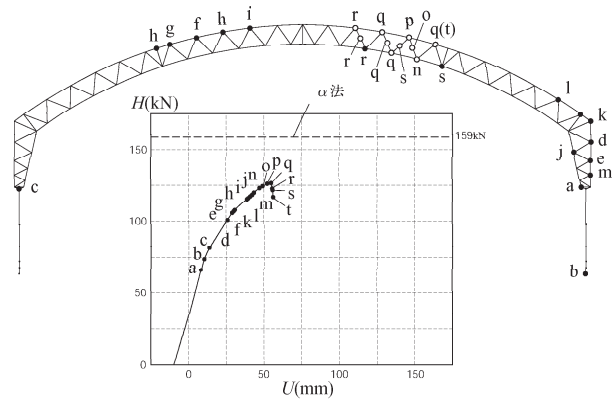 h g f h i
r q p o q(t)
r r q q s n s
l k
j d
e
m
c a
b
H(kN)
α法
150
159kN
100
50
0
a b c d e f g h i j k l m n o p q r s t
0 50 100 150
U(mm)